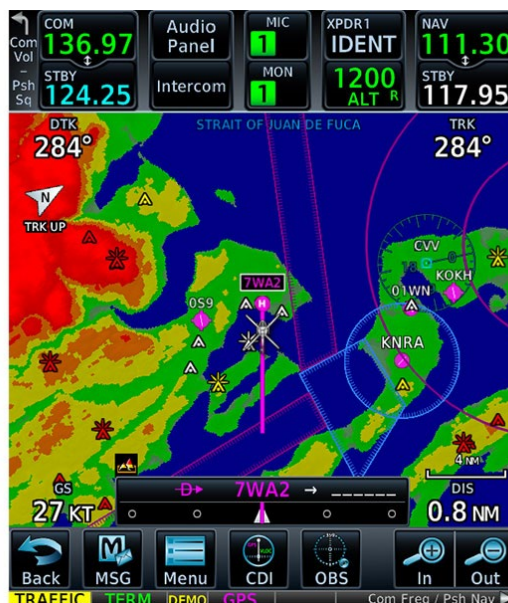 Com
Vol
–
Psh
Sq
COM
136.97
STBY
124.25
Audio
Panel
Intercom
MIC
1
MON
1
XPDR1
IDENT
1200
ALT R
NAV
111.30
STBY
117.95
DTK
284°
STRAIT OF JUAN DE FUCA
TRK
284°
N
TRK UP
CVV
KOKH
7WA2
H
0S9
01WN
KNRA
4 NM
GS
27 KT
D 7WA2 → _ _ _ _ _ _
DIS
0.8 NM
Back
MSG
Menu
CDI
OBS
In
Out
TRAFFIC TERM DEMO GPS Com Freq / Psh Nav